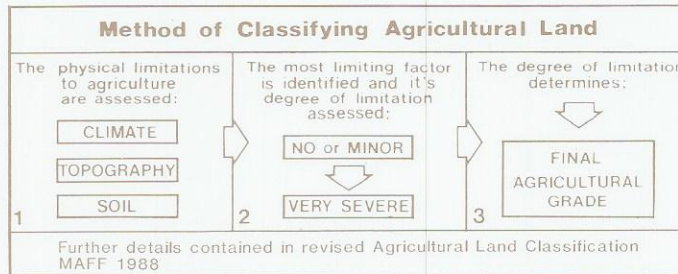 Method of Classifying Agricultural Land
The physical limitations
to agriculture
are assessed:
CLIMATE
TOPOGRAPHY
SOIL
1
The most limiting factor
is identified and it's
degree of limitation
assessed:
NO or MINOR
VERY SEVERE
2
The degree of limitation
determines:
FINAL
AGRICULTURAL
GRADE
3
Further details contained in revised Agricultural Land Classification
MAFF 1988